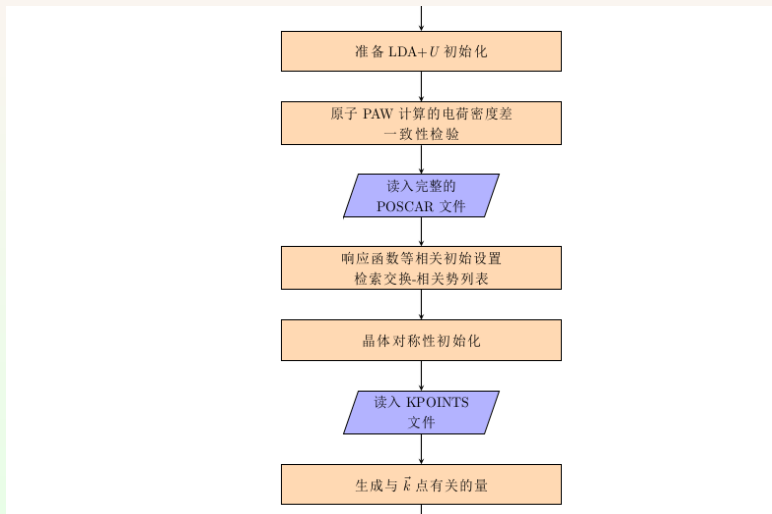 准备 LDA+U 初始化
原子 PAW 计算的电荷密度差
一致性检验
读入完整的
POSCAR 文件
响应函数等相关初始设置
检索交换-相关势列表
晶体对称性初始化
读入 KPOINTS
文件
生成与 k⃗ 点有关的量